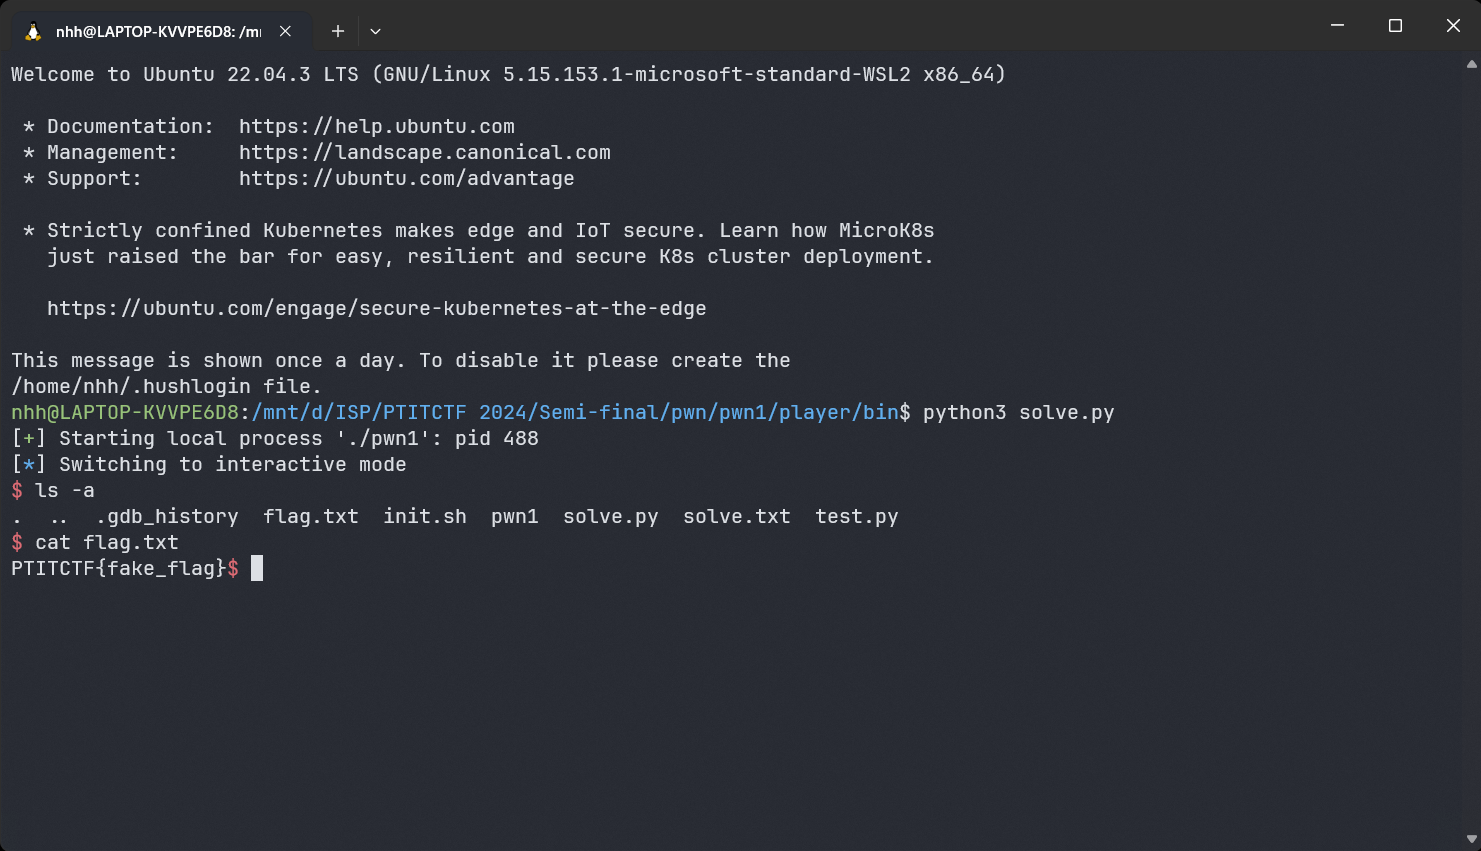 nhh@LAPTOP-KVVPE6D8: /m
Welcome to Ubuntu 22.04.3 LTS (GNU/Linux 5.15.153.1-microsoft-standard-WSL2 x86_64)
* Documentation:  https://help.ubuntu.com
* Management:     https://landscape.canonical.com
* Support:        https://ubuntu.com/advantage
* Strictly confined Kubernetes makes edge and IoT secure. Learn how MicroK8s
just raised the bar for easy, resilient and secure K8s cluster deployment.
https://ubuntu.com/engage/secure-kubernetes-at-the-edge
This message is shown once a day. To disable it please create the
/home/nhh/.hushlogin file.
nhh@LAPTOP-KVVPE6D8:/mnt/d/ISP/PTITCTF 2024/Semi-final/pwn/pwn1/player/bin$ python3 solve.py
[+] Starting local process './pwn1': pid 488
[*] Switching to interactive mode
$ ls -a
.  ..  .gdb_history  flag.txt  init.sh  pwn1  solve.py  solve.txt  test.py
$ cat flag.txt
PTITCTF{fake_flag}$